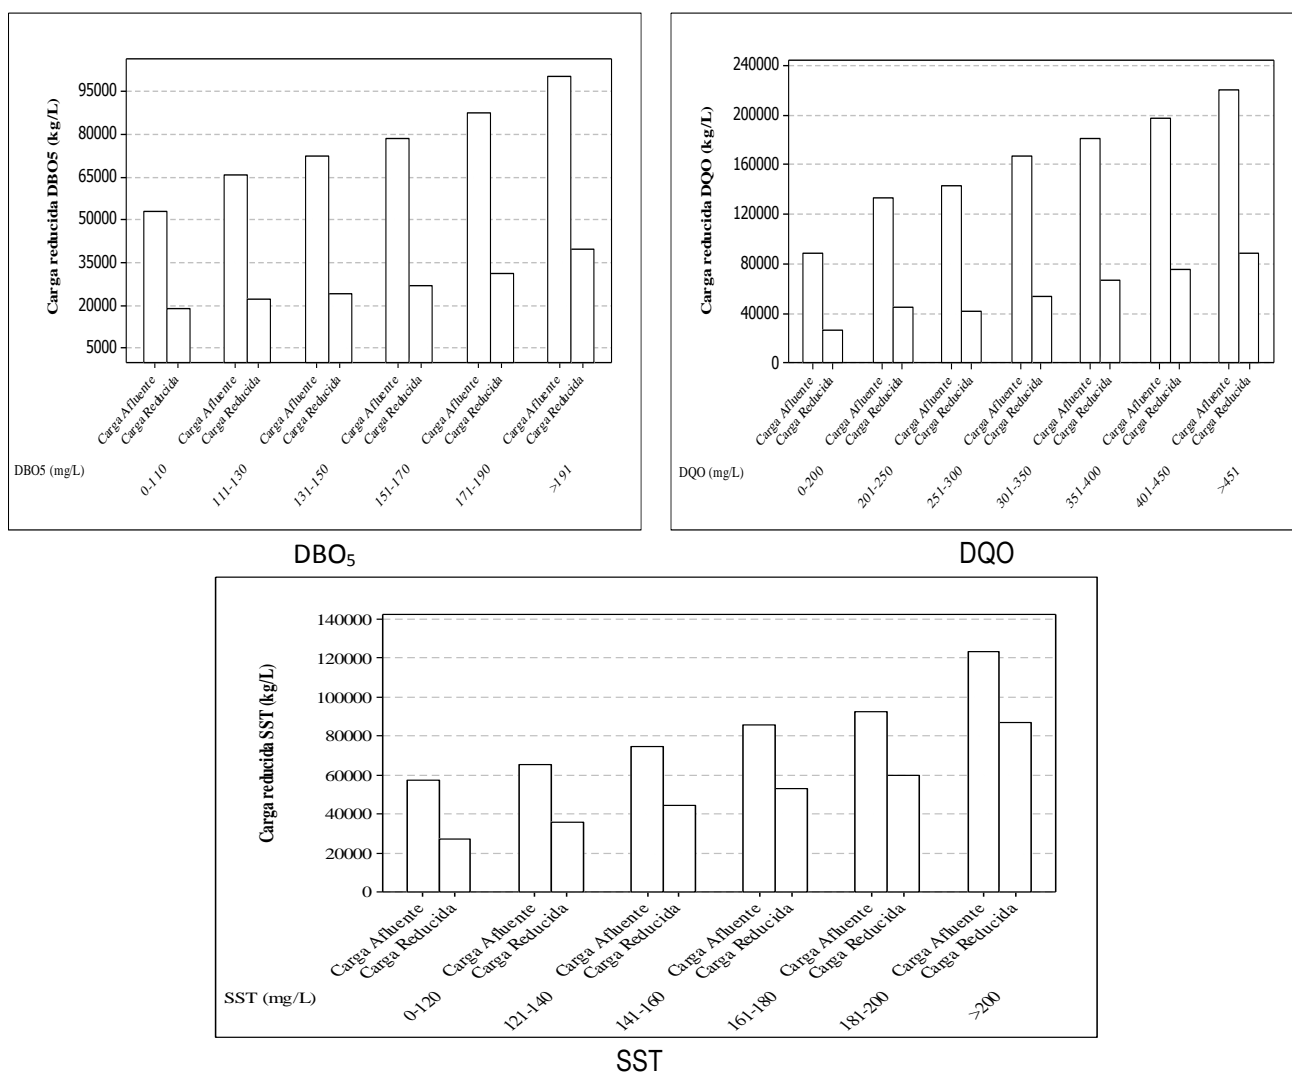 Carga reducida DBO5 (kg/L)
95000
80000
65000
50000
35000
20000
5000
Carga Afluente
Carga Reducida
Carga Afluente
Carga Reducida
Carga Afluente
Carga Reducida
Carga Afluente
Carga Reducida
Carga Afluente
Carga Reducida
Carga Afluente
Carga Reducida
DBO5 (mg/L)
0-110
111-130
131-150
151-170
171-190
>191
DBO₅
Carga reducida DQO (kg/L)
240000
200000
160000
120000
80000
40000
0
Carga Afluente
Carga Reducida
Carga Afluente
Carga Reducida
Carga Afluente
Carga Reducida
Carga Afluente
Carga Reducida
Carga Afluente
Carga Reducida
Carga Afluente
Carga Reducida
Carga Afluente
Carga Reducida
DQO (mg/L)
0-200
201-250
251-300
301-350
351-400
401-450
>451
DQO
Carga reducida SST (kg/L)
140000
120000
100000
80000
60000
40000
20000
0
Carga Afluente
Carga Reducida
Carga Afluente
Carga Reducida
Carga Afluente
Carga Reducida
Carga Afluente
Carga Reducida
Carga Afluente
Carga Reducida
Carga Afluente
Carga Reducida
SST (mg/L)
0-120
121-140
141-160
161-180
181-200
>200
SST